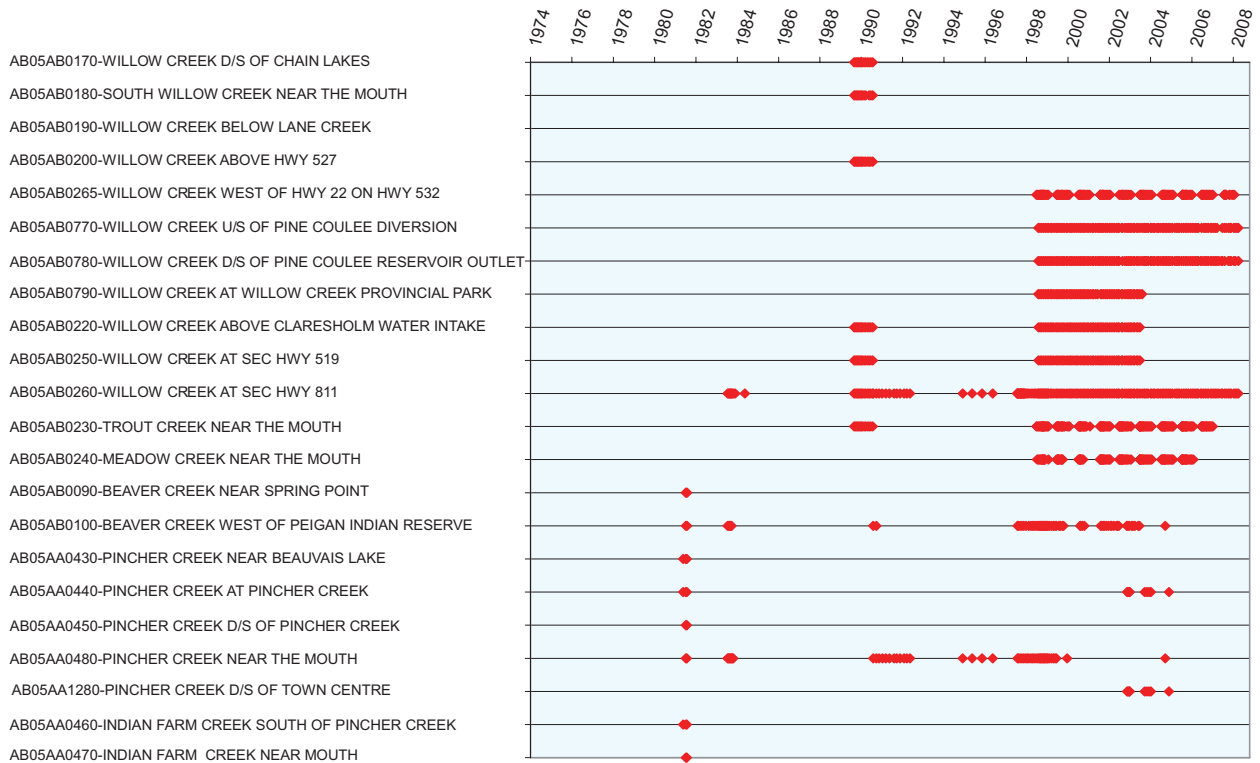 1974 1976 1978 1980 1982 1984 1986 1988 1990 1992 1994 1996 1998 2000 2002 2004 2006 2008
AB05AB0170-WILLOW CREEK D/S OF CHAIN LAKES
AB05AB0180-SOUTH WILLOW CREEK NEAR THE MOUTH
AB05AB0190-WILLOW CREEK BELOW LANE CREEK
AB05AB0200-WILLOW CREEK ABOVE HWY 527
AB05AB0265-WILLOW CREEK WEST OF HWY 22 ON HWY 532
AB05AB0770-WILLOW CREEK U/S OF PINE COULEE DIVERSION
AB05AB0780-WILLOW CREEK D/S OF PINE COULEE RESERVOIR OUTLET
AB05AB0790-WILLOW CREEK AT WILLOW CREEK PROVINCIAL PARK
AB05AB0220-WILLOW CREEK ABOVE CLARESHOLM WATER INTAKE
AB05AB0250-WILLOW CREEK AT SEC HWY 519
AB05AB0260-WILLOW CREEK AT SEC HWY 811
AB05AB0230-TROUT CREEK NEAR THE MOUTH
AB05AB0240-MEADOW CREEK NEAR THE MOUTH
AB05AB0090-BEAVER CREEK NEAR SPRING POINT
AB05AB0100-BEAVER CREEK WEST OF PEIGAN INDIAN RESERVE
AB05AA0430-PINCHER CREEK NEAR BEAUVAIS LAKE
AB05AA0440-PINCHER CREEK AT PINCHER CREEK
AB05AA0450-PINCHER CREEK D/S OF PINCHER CREEK
AB05AA0480-PINCHER CREEK NEAR THE MOUTH
AB05AA1280-PINCHER CREEK D/S OF TOWN CENTRE
AB05AA0460-INDIAN FARM CREEK SOUTH OF PINCHER CREEK
AB05AA0470-INDIAN FARM CREEK NEAR MOUTH